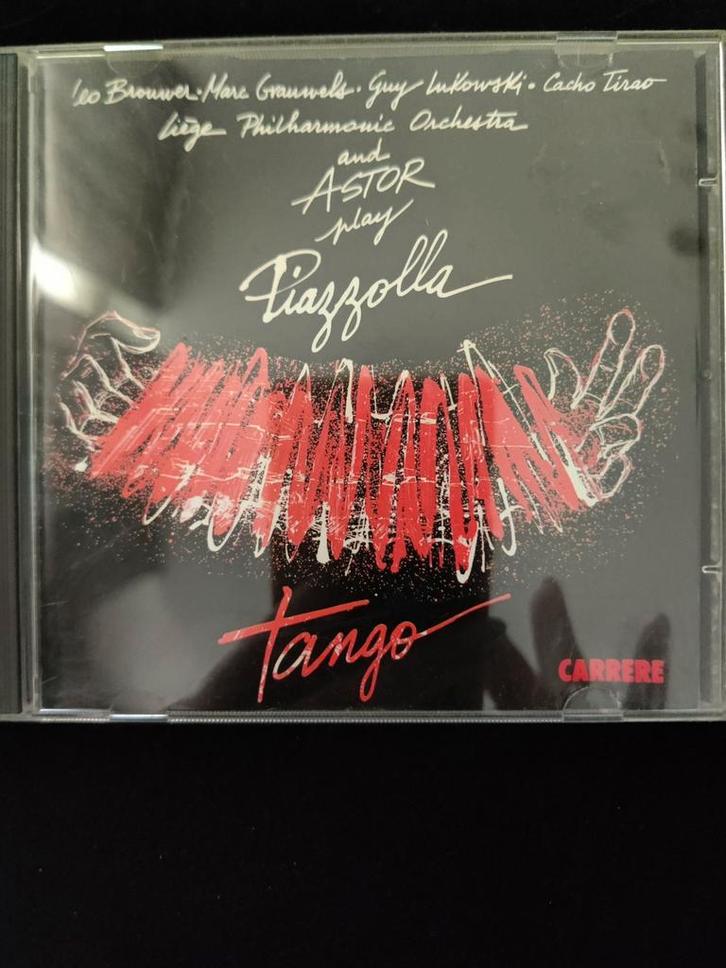 Leo Brouwer • Marc Grauwels • Guy Lukowski • Cacho Tirao
Liège Philharmonic Orchestra
and
ASTOR
play
Piazzolla
tango
CARRERE